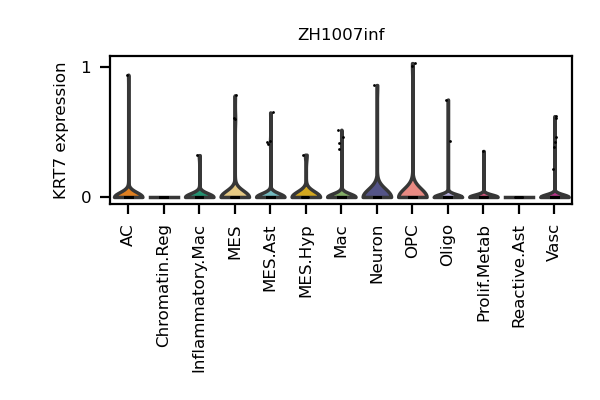 ZH1007inf
KRT7 expression
1
0
AC
Chromatin.Reg
Inflammatory.Mac
MES
MES.Ast
MES.Hyp
Mac
Neuron
OPC
Oligo
Prolif.Metab
Reactive.Ast
Vasc